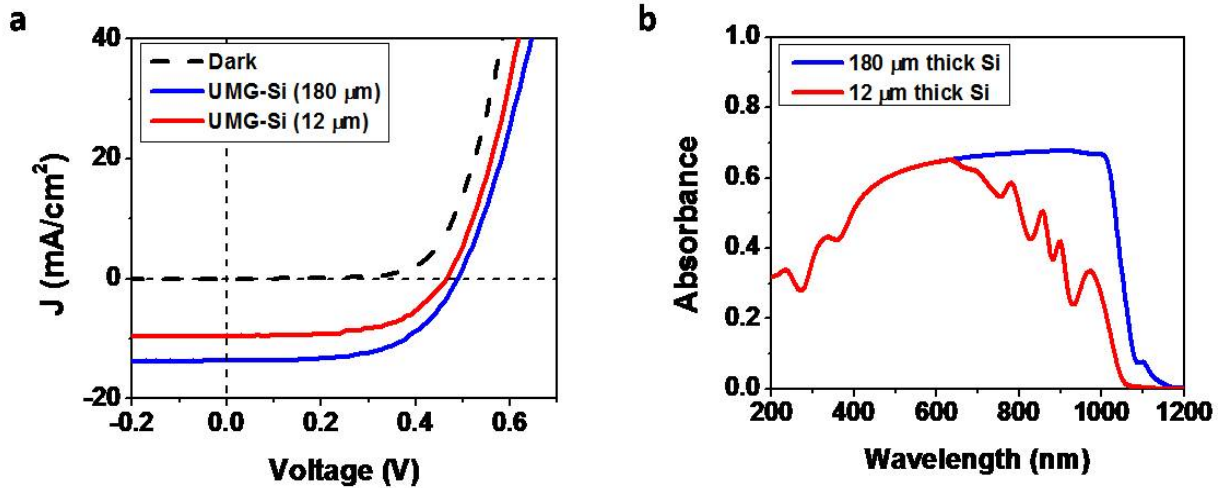 a
40
20
0
-20
J (mA/cm²)
Dark
UMG-Si (180 μm)
UMG-Si (12 μm)
-0.2 0.0 0.2 0.4 0.6
Voltage (V)
b
1.0
0.8
0.6
0.4
0.2
0.0
Absorbance
180 μm thick Si
12 μm thick Si
200 400 600 800 1000 1200
Wavelength (nm)